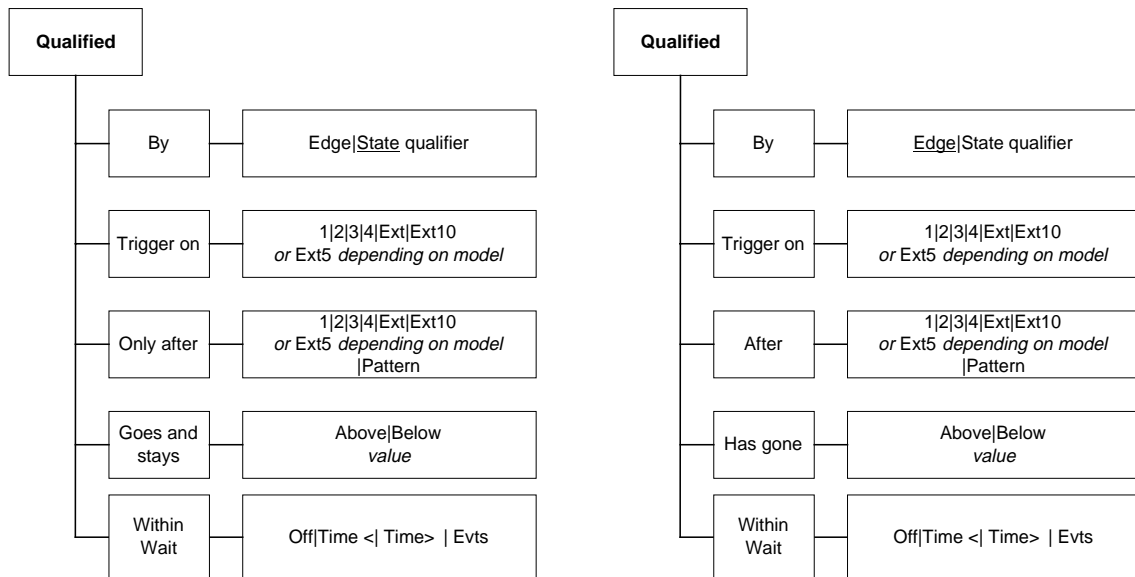 Qualified
By
Edge|State qualifier
Trigger on
1|2|3|4|Ext|Ext10
or Ext5 depending on model
Only after
1|2|3|4|Ext|Ext10
or Ext5 depending on model
|Pattern
Goes and
stays
Above|Below
value
Within
Wait
Off|Time <| Time> | Evts
Qualified
By
Edge|State qualifier
Trigger on
1|2|3|4|Ext|Ext10
or Ext5 depending on model
After
1|2|3|4|Ext|Ext10
or Ext5 depending on model
|Pattern
Has gone
Above|Below
value
Within
Wait
Off|Time <| Time> | Evts